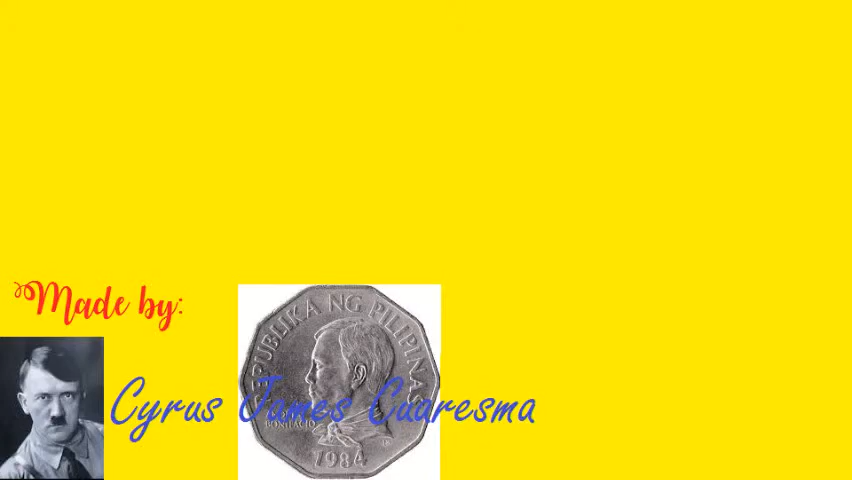 Made by:
REPUBLIKA NG PILIPINAS
Cyrus James Cuaresma
BONIFACIO
1984